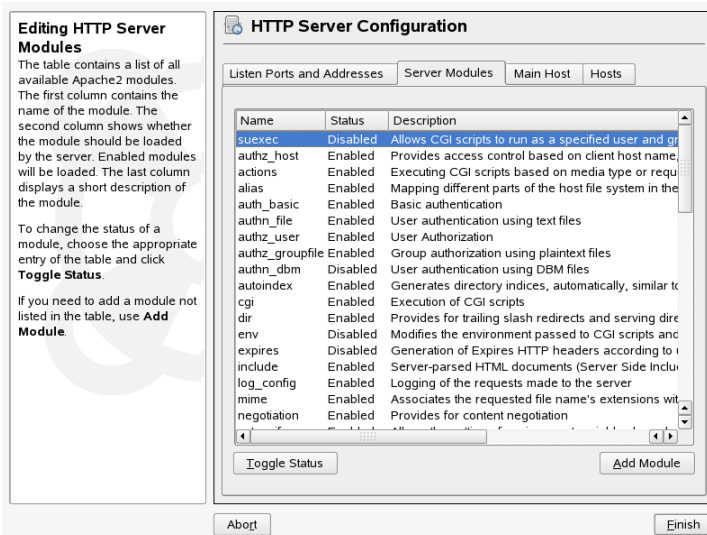 Editing HTTP Server
Modules
The table contains a list of all
available Apache2 modules.
The first column contains the
name of the module. The
second column shows whether
the module should be loaded
by the server. Enabled modules
will be loaded. The last column
displays a short description of
the module.
To change the status of a
module, choose the appropriate
entry of the table and click
Toggle Status.
If you need to add a module not
listed in the table, use Add
Module.
HTTP Server Configuration
Listen Ports and Addresses Server Modules Main Host Hosts
Name Status Description
suexec Disabled Allows CGI scripts to run as a specified user and gr
authz_host Enabled Provides access control based on client host name,
actions Enabled Executing CGI scripts based on media type or requ
alias Enabled Mapping different parts of the host file system in the
auth_basic Enabled Basic authentication
authn_file Enabled User authentication using text files
authz_user Enabled User Authorization
authz_groupfile Enabled Group authorization using plaintext files
authn_dbm Disabled User authentication using DBM files
autoindex Enabled Generates directory indices, automatically, similar to
cgi Enabled Execution of CGI scripts
dir Enabled Provides for trailing slash redirects and serving dire
env Disabled Modifies the environment passed to CGI scripts and
expires Disabled Generation of Expires HTTP headers according to
include Enabled Server-parsed HTML documents (Server Side Inclu
log_config Enabled Logging of the requests made to the server
mime Enabled Associates the requested file name's extensions wit
negotiation Enabled Provides for content negotiation
Toggle Status Add Module
Abort Finish